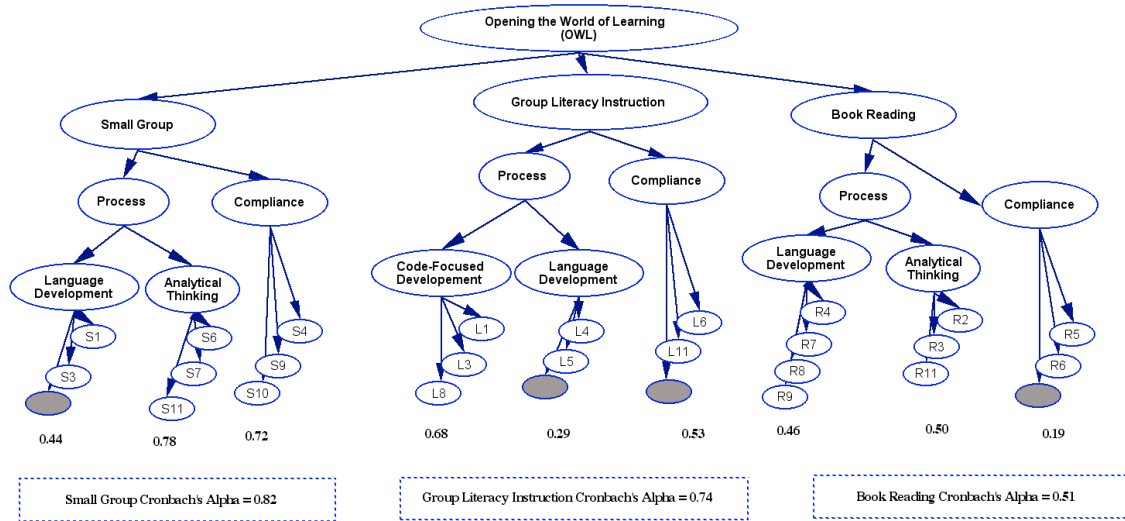 Opening the World of Learning
(OWL)
Small Group
Group Literacy Instruction
Book Reading
Process
Compliance
Process
Compliance
Process
Compliance
Language
Development
Analytical
Thinking
Code-Focused
Developement
Language
Development
Language
Development
Analytical
Thinking
S1
S3
S6
S7
S11
S4
S9
S10
L1
L3
L8
L4
L5
L6
L11
R4
R7
R8
R9
R2
R3
R11
R5
R6
0.44
0.78
0.72
0.68
0.29
0.53
0.46
0.50
0.19
Small Group Cronbach's Alpha = 0.82
Group Literacy Instruction Cronbach's Alpha = 0.74
Book Reading Cronbach's Alpha = 0.51